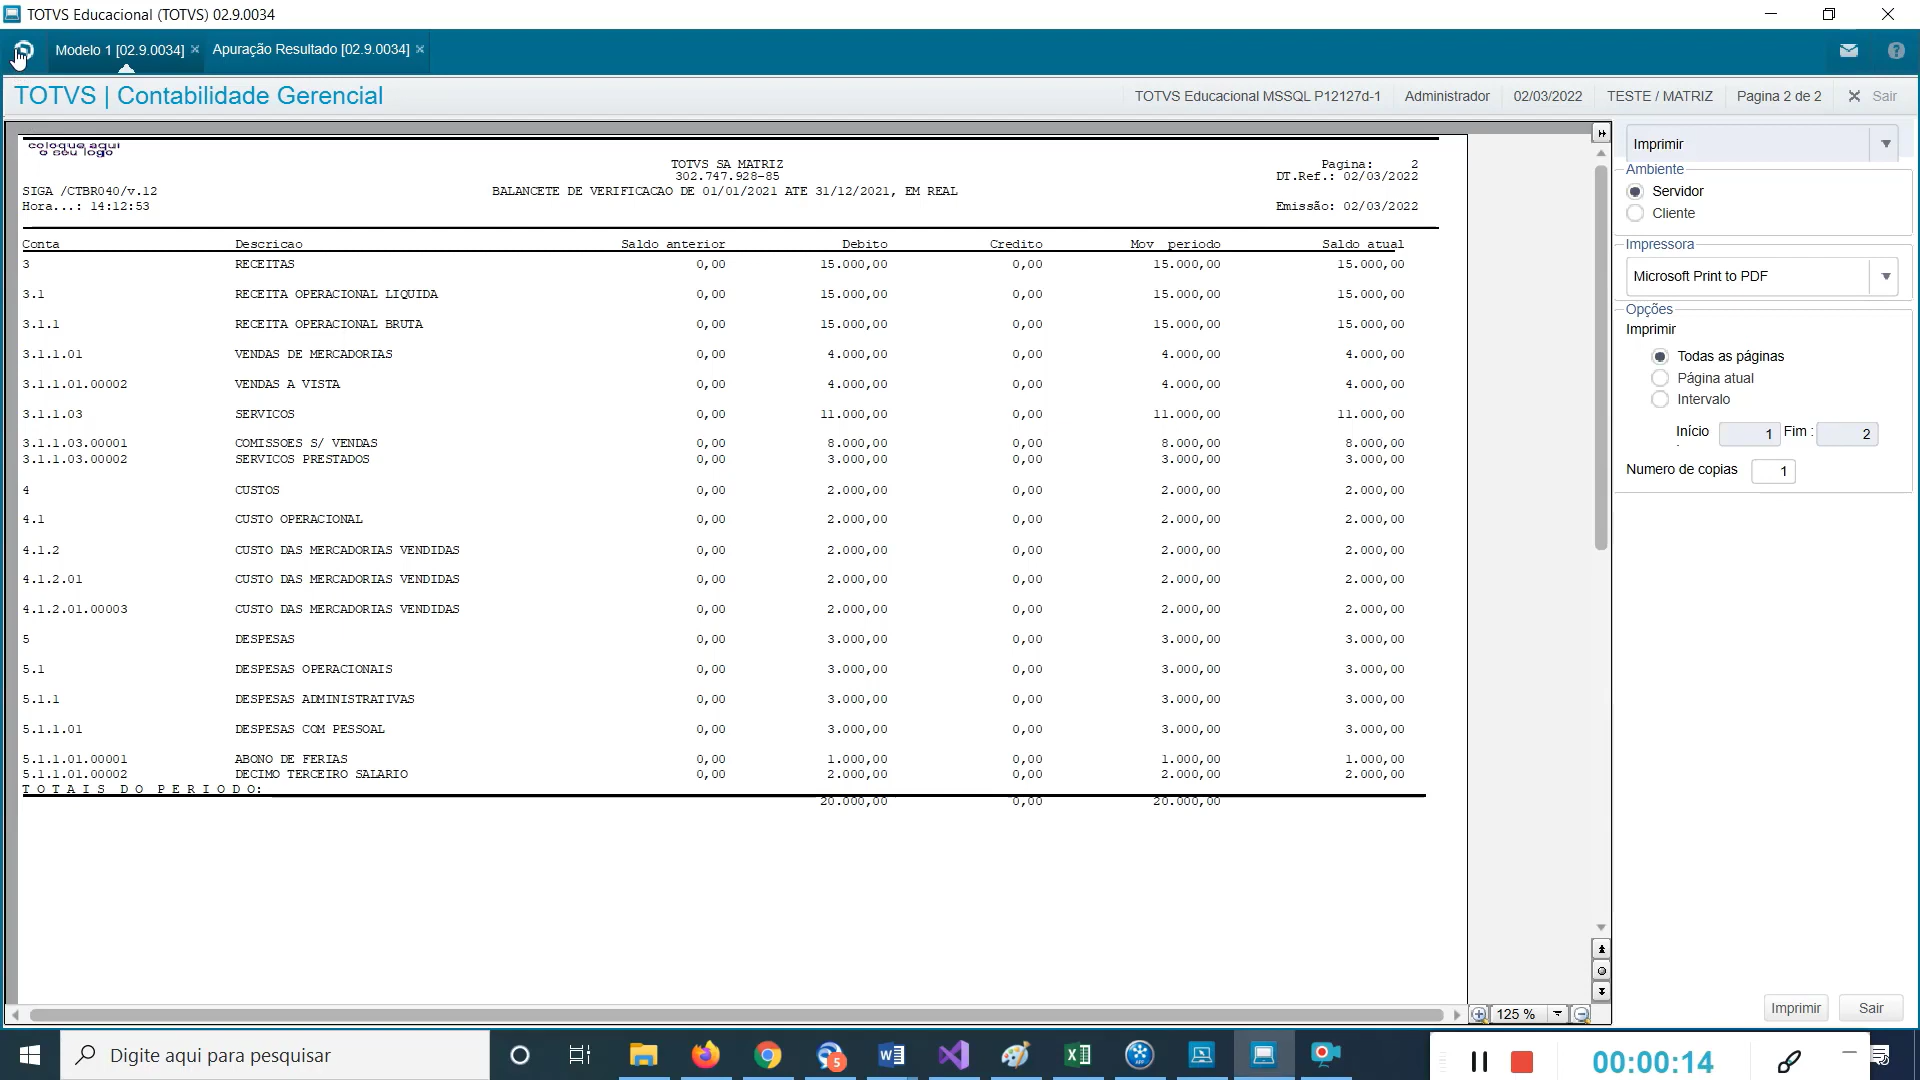 TOTVS Educacional (TOTVS) 02.9.0034
Modelo 1 [02.9.0034] × Apuração Resultado [02.9.0034] ×
TOTVS | Contabilidade Gerencial
TOTVS Educacional MSSQL P12127d-1 Administrador 02/03/2022 TESTE / MATRIZ Pagina 2 de 2 Sair
coloque aqui
o seu logo
TOTVS SA MATRIZ Pagina: 2
302.747.928-85 DT.Ref.: 02/03/2022
SIGA /CTBR040/v.12 BALANCETE DE VERIFICACAO DE 01/01/2021 ATE 31/12/2021, EM REAL
Hora...: 14:12:53 Emissão: 02/03/2022
Conta Descricao Saldo anterior Debito Credito Mov periodo Saldo atual
3 RECEITAS 0,00 15.000,00 0,00 15.000,00 15.000,00
3.1 RECEITA OPERACIONAL LIQUIDA 0,00 15.000,00 0,00 15.000,00 15.000,00
3.1.1 RECEITA OPERACIONAL BRUTA 0,00 15.000,00 0,00 15.000,00 15.000,00
3.1.1.01 VENDAS DE MERCADORIAS 0,00 4.000,00 0,00 4.000,00 4.000,00
3.1.1.01.00002 VENDAS A VISTA 0,00 4.000,00 0,00 4.000,00 4.000,00
3.1.1.03 SERVICOS 0,00 11.000,00 0,00 11.000,00 11.000,00
3.1.1.03.00001 COMISSOES S/ VENDAS 0,00 8.000,00 0,00 8.000,00 8.000,00
3.1.1.03.00002 SERVICOS PRESTADOS 0,00 3.000,00 0,00 3.000,00 3.000,00
4 CUSTOS 0,00 2.000,00 0,00 2.000,00 2.000,00
4.1 CUSTO OPERACIONAL 0,00 2.000,00 0,00 2.000,00 2.000,00
4.1.2 CUSTO DAS MERCADORIAS VENDIDAS 0,00 2.000,00 0,00 2.000,00 2.000,00
4.1.2.01 CUSTO DAS MERCADORIAS VENDIDAS 0,00 2.000,00 0,00 2.000,00 2.000,00
4.1.2.01.00003 CUSTO DAS MERCADORIAS VENDIDAS 0,00 2.000,00 0,00 2.000,00 2.000,00
5 DESPESAS 0,00 3.000,00 0,00 3.000,00 3.000,00
5.1 DESPESAS OPERACIONAIS 0,00 3.000,00 0,00 3.000,00 3.000,00
5.1.1 DESPESAS ADMINISTRATIVAS 0,00 3.000,00 0,00 3.000,00 3.000,00
5.1.1.01 DESPESAS COM PESSOAL 0,00 3.000,00 0,00 3.000,00 3.000,00
5.1.1.01.00001 ABONO DE FERIAS 0,00 1.000,00 0,00 1.000,00 1.000,00
5.1.1.01.00002 DECIMO TERCEIRO SALARIO 0,00 2.000,00 0,00 2.000,00 2.000,00
T O T A I S D O P E R I O D O:
20.000,00 0,00 20.000,00
Imprimir
Ambiente
Servidor
Cliente
Impressora
Microsoft Print to PDF
Opções
Imprimir
Todas as páginas
Página atual
Intervalo
Início : 1 Fim : 2
Numero de copias 1
Imprimir Sair
125 %
Digite aqui para pesquisar
5
00:00:14